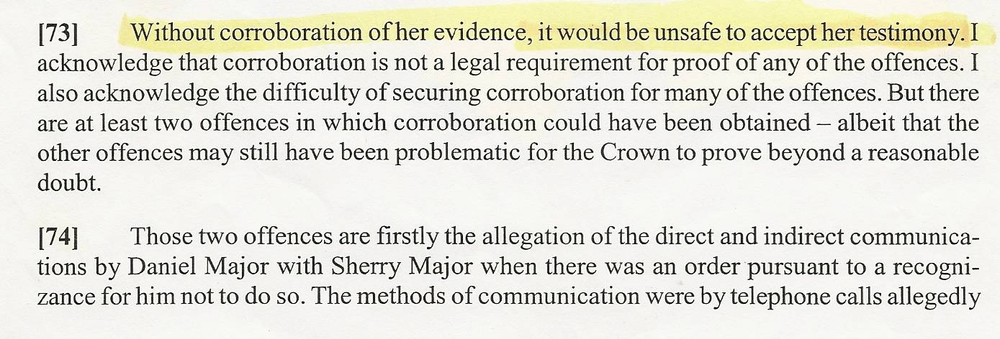 [73] Without corroboration of her evidence, it would be unsafe to accept her testimony. I
acknowledge that corroboration is not a legal requirement for proof of any of the offences. I
also acknowledge the difficulty of securing corroboration for many of the offences. But there
are at least two offences in which corroboration could have been obtained – albeit that the
other offences may still have been problematic for the Crown to prove beyond a reasonable
doubt.
[74] Those two offences are firstly the allegation of the direct and indirect communica-
tions by Daniel Major with Sherry Major when there was an order pursuant to a recogni-
zance for him not to do so. The methods of communication were by telephone calls allegedly